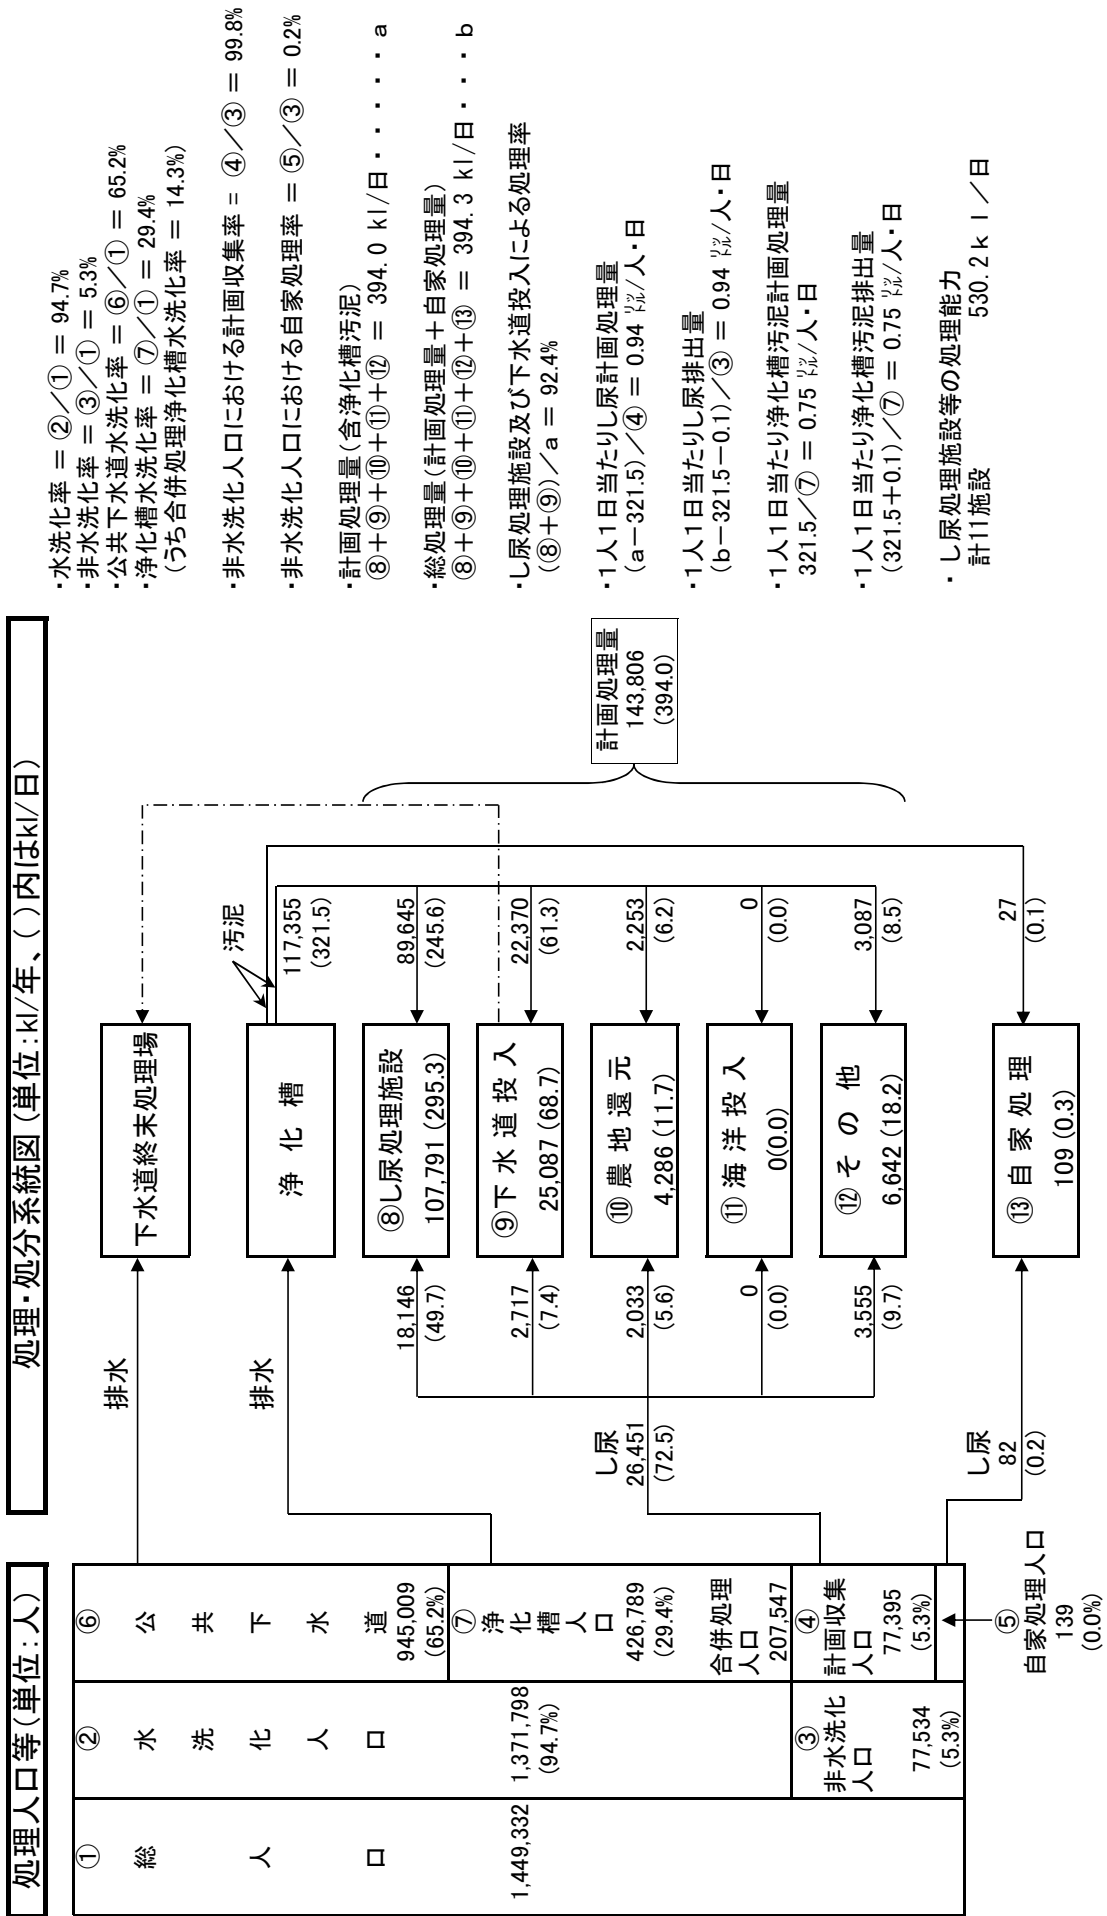 処理人口等(単位:人)
①
総
人
口
1,449,332
②
水
洗
化
人
口
1,371,798
(94.7%)
③
非水洗化
人口
77,534
(5.3%)
⑥
公
共
下
水
道
945,009
(65.2%)
⑦
浄
化
槽
人
口
426,789
(29.4%)
合併処理
人口
207,547
④
計画収集
人口
77,395
(5.3%)
⑤
自家処理人口
139
(0.0%)
処理・処分系統図(単位:kl/年、( )内はkl/日)
排水
排水
し尿
26,451
(72.5)
し尿
82
(0.2)
18,146
(49.7)
2,717
(7.4)
2,033
(5.6)
0
(0.0)
3,555
(9.7)
下水道終末処理場
浄 化 槽
⑧し尿処理施設
107,791 (295.3)
⑨下 水 道 投 入
25,087 (68.7)
⑩ 農 地 還 元
4,286 (11.7)
⑪ 海 洋 投 入
0(0.0)
⑫ そ の 他
6,642 (18.2)
⑬ 自 家 処 理
109 (0.3)
汚泥
117,355
(321.5)
89,645
(245.6)
22,370
(61.3)
2,253
(6.2)
0
(0.0)
3,087
(8.5)
27
(0.1)
計画処理量
143,806
(394.0)
・水洗化率 = ②/① = 94.7%
・非水洗化率 = ③/① = 5.3%
・公共下水道水洗化率 = ⑥/① = 65.2%
・浄化槽水洗化率 = ⑦/① = 29.4%
(うち合併処理浄化槽水洗化率 = 14.3%)
・非水洗化人口における計画収集率 = ④/③ = 99.8%
・非水洗化人口における自家処理率 = ⑤/③ = 0.2%
・計画処理量(含浄化槽汚泥)
⑧+⑨+⑩+⑪+⑫ = 394.0 kl/日・・・・・・a
・総処理量(計画処理量+自家処理量)
⑧+⑨+⑩+⑪+⑫+⑬ = 394.3 kl/日・・・b
・し尿処理施設及び下水道投入による処理率
(⑧+⑨)/a = 92.4%
・1人1日当たりし尿計画処理量
(a-321.5)/④ = 0.94 リットル/人・日
・1人1日当たりし尿排出量
(b-321.5-0.1)/③ = 0.94 リットル/人・日
・1人1日当たり浄化槽汚泥計画処理量
321.5/⑦ = 0.75 リットル/人・日
・1人1日当たり浄化槽汚泥排出量
(321.5+0.1)/⑦ = 0.75 リットル/人・日
・し尿処理施設等の処理能力
計11施設 530.2kl/日